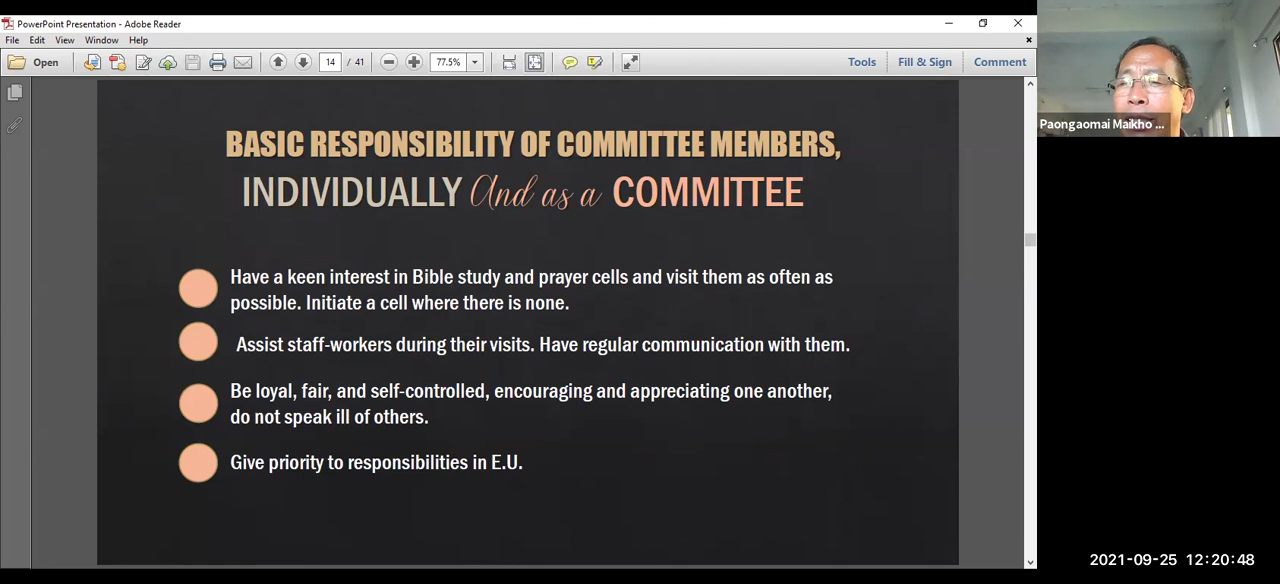 PowerPoint Presentation - Adobe Reader
File Edit View Window Help
Open 14 / 41 77.5% Tools Fill & Sign Comment
BASIC RESPONSIBILITY OF COMMITTEE MEMBERS,
INDIVIDUALLY And as a COMMITTEE
Have a keen interest in Bible study and prayer cells and visit them as often as
possible. Initiate a cell where there is none.
Assist staff-workers during their visits. Have regular communication with them.
Be loyal, fair, and self-controlled, encouraging and appreciating one another,
do not speak ill of others.
Give priority to responsibilities in E.U.
Paongaomai Maikho ...
2021-09-25 12:20:48